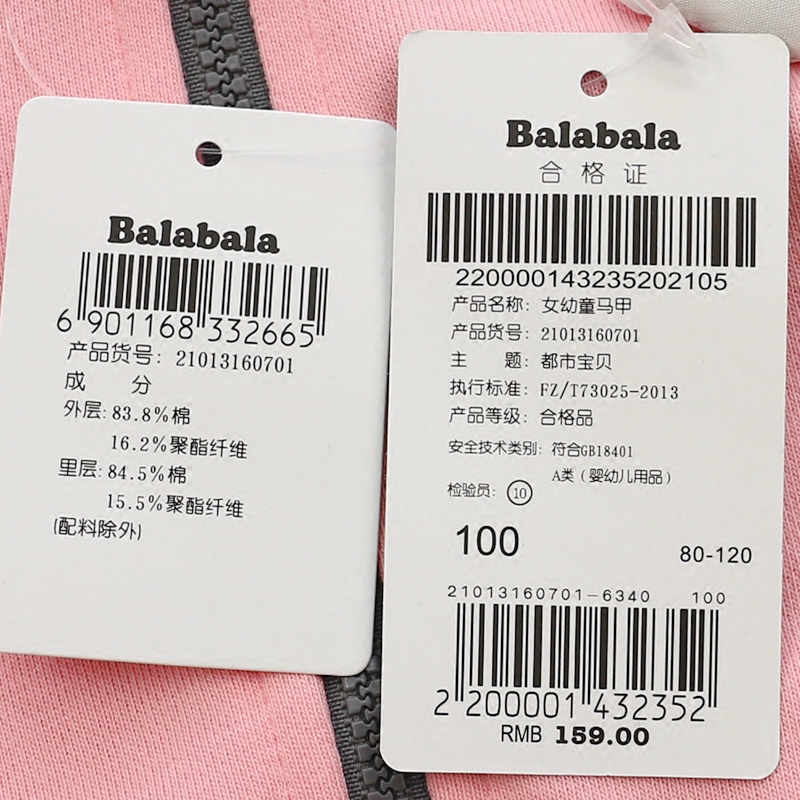 Balabala
6 901168 332665
产品货号: 21013160701
成 分
外层: 83.8%棉
16.2%聚酯纤维
里层: 84.5%棉
15.5%聚酯纤维
(配料除外)
Balabala
合格证
220000143235202105
产品名称: 女幼童马甲
产品货号: 21013160701
主 题: 都市宝贝
执行标准: FZ/T73025-2013
产品等级: 合格品
安全技术类别: 符合GB18401
A类（婴幼儿用品）
检验员: ⑩
100 80-120
21013160701-6340 100
2 200001 432352
RMB 159.00